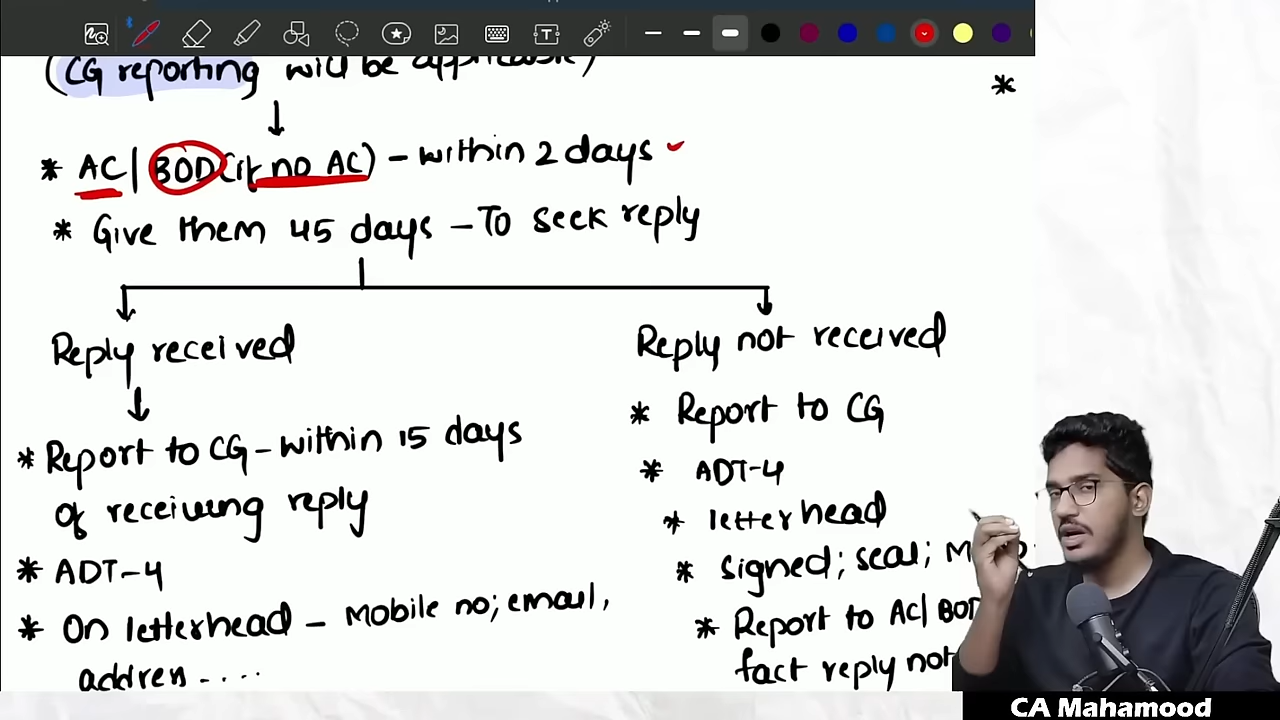 (CG reporting will be applicable)
*
* AC | BOD (if no AC) - within 2 days
* Give them 45 days - To seek reply
Reply received
Reply not received
* Report to CG - within 15 days
of receiving reply
* ADT-4
* On letterhead - Mobile no; email,
address ....
* Report to CG
* ADT-4
* letterhead
* signed; seal;
* Report to AC | BOD
fact reply not
CA Mahamood